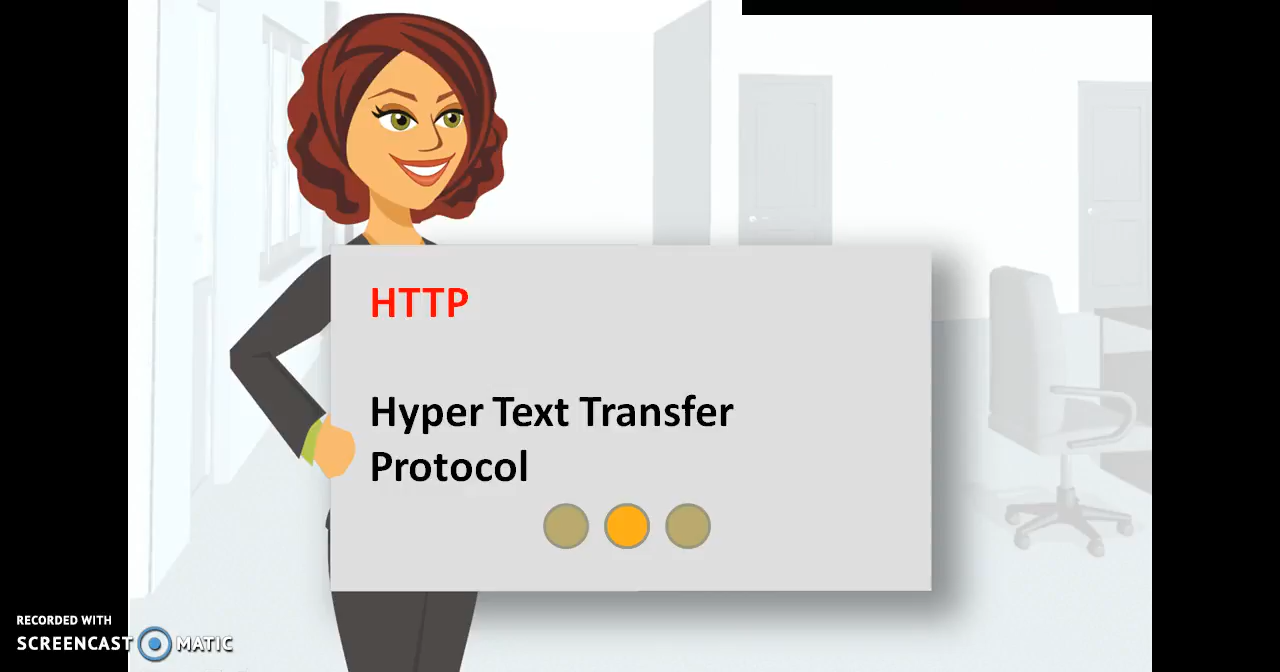 HTTP
Hyper Text Transfer
Protocol
RECORDED WITH
SCREENCAST MATIC